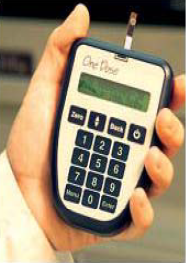 One Dose
Zero Back
1 2 3
4 5 6
7 8 9
Menu 0 Enter